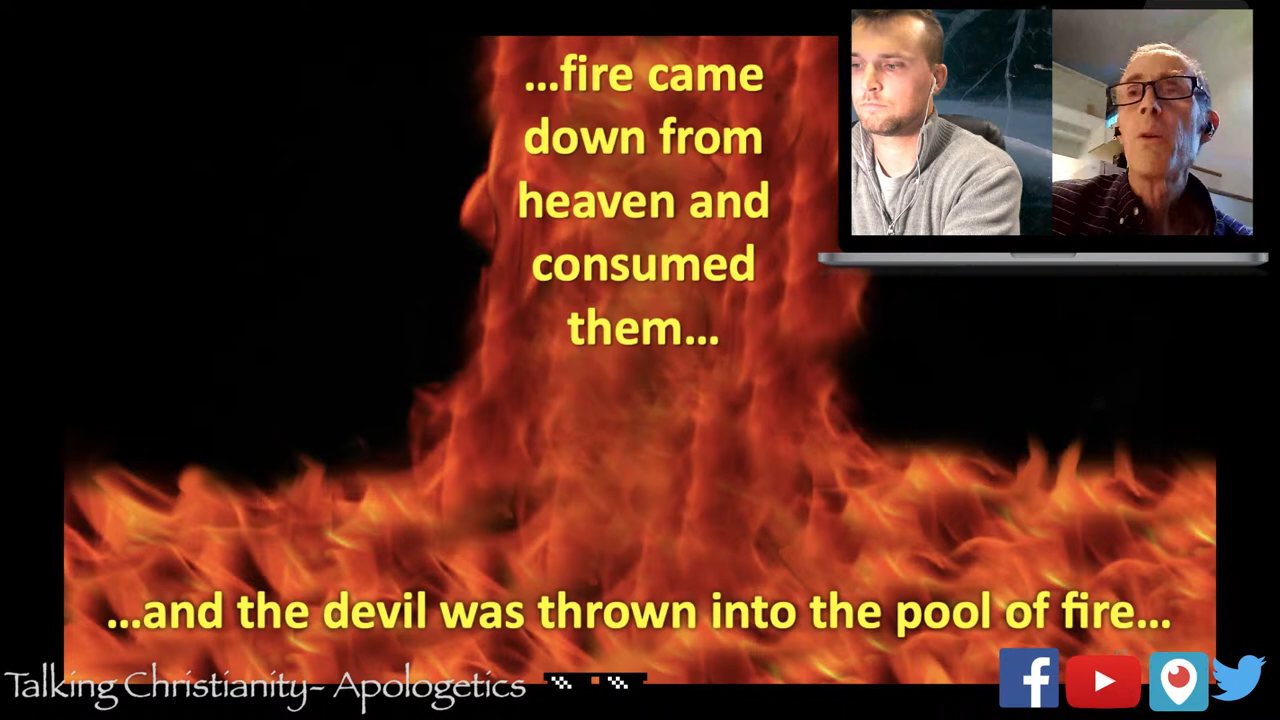 ...fire came
down from
heaven and
consumed
them...
...and the devil was thrown into the pool of fire...
Talking Christianity- Apologetics